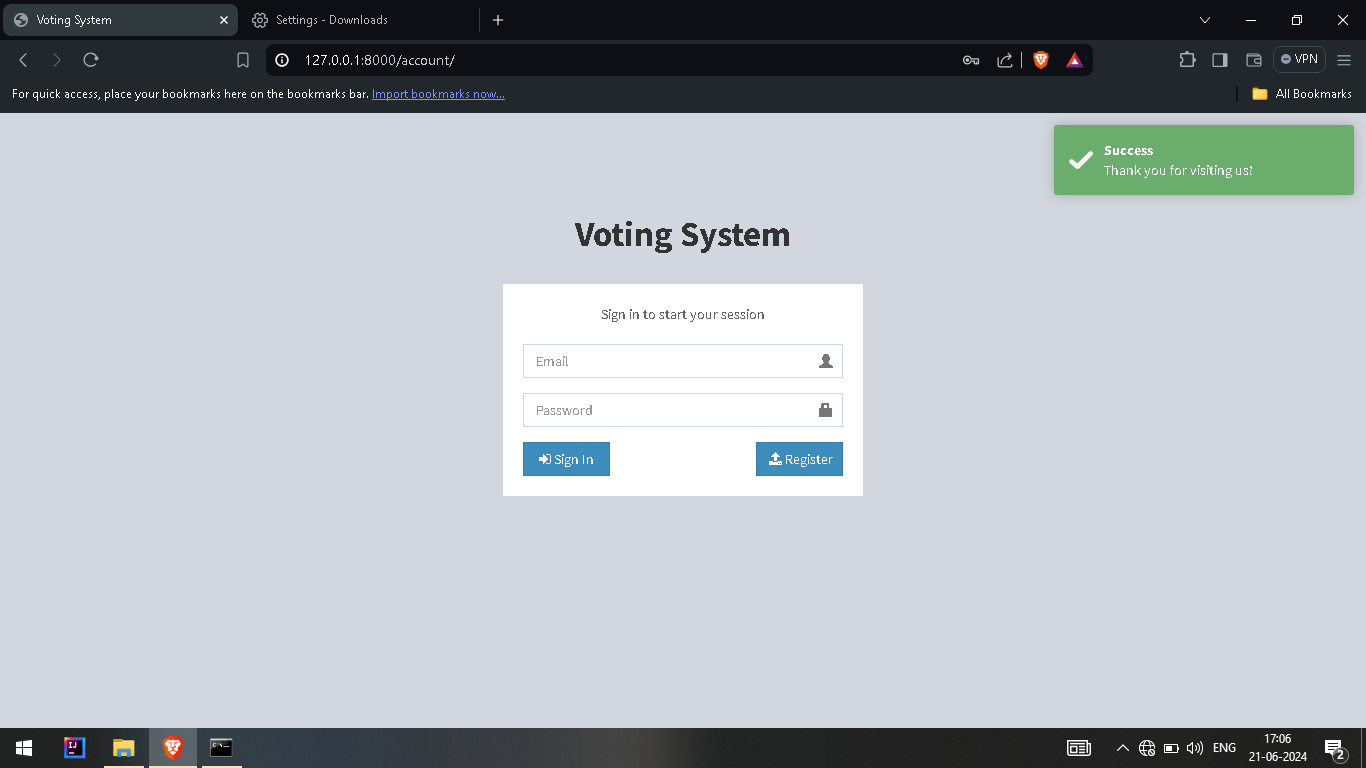 Voting System
Settings - Downloads
127.0.0.1:8000/account/
VPN
For quick access, place your bookmarks here on the bookmarks bar. Import bookmarks now...
All Bookmarks
Success
Thank you for visiting us!
Voting System
Sign in to start your session
Email
Password
Sign In
Register
IJ
C:\.
ENG
17:06
21-06-2024
2